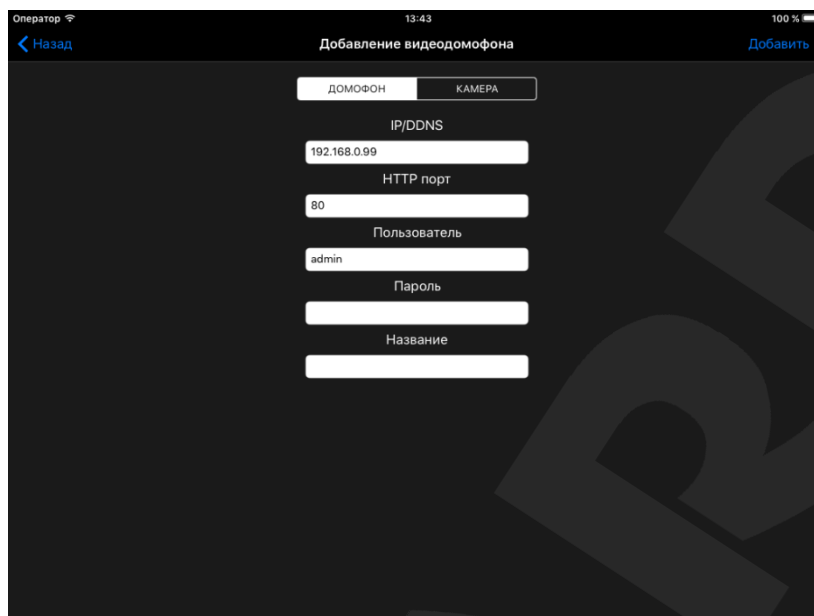 Оператор 13:43 100 %
Назад Добавление видеодомофона Добавить
ДОМОФОН КАМЕРА
IP/DDNS
192.168.0.99
HTTP порт
80
Пользователь
admin
Пароль
Название